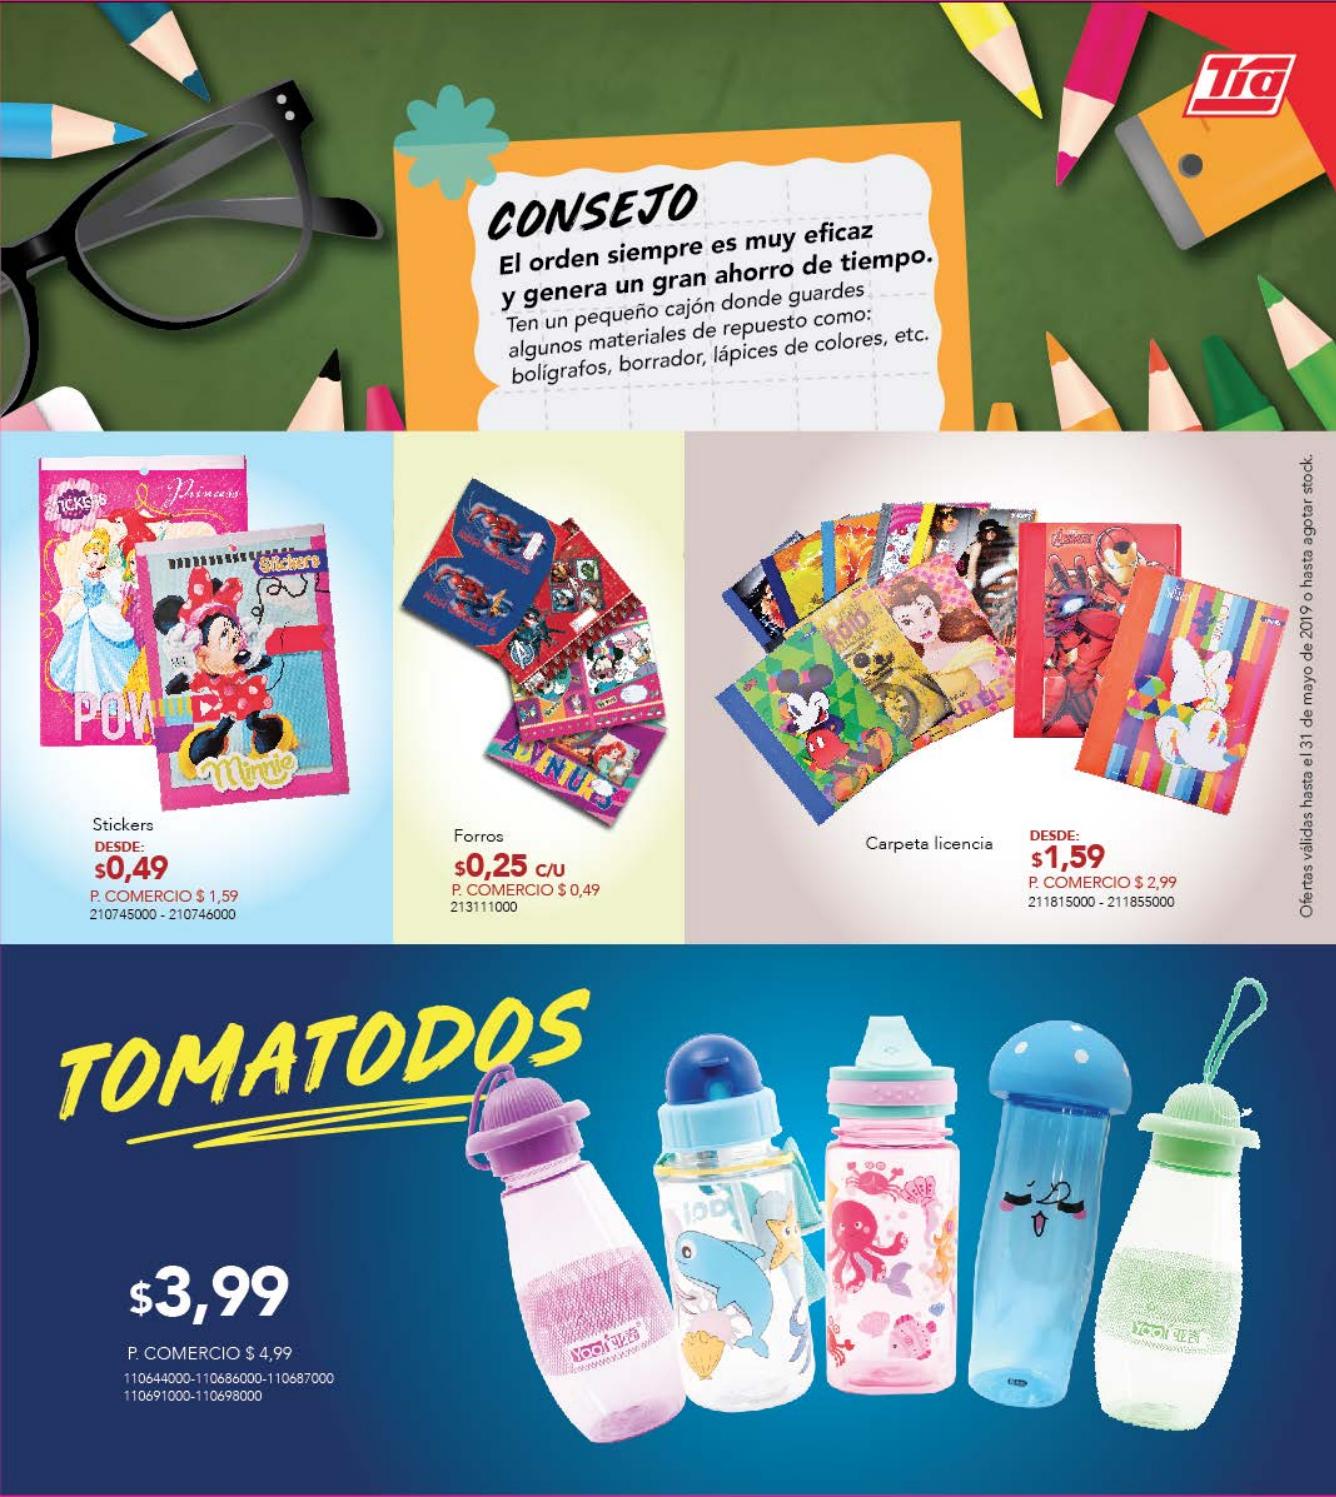 Tía
CONSEJO
El orden siempre es muy eficaz
y genera un gran ahorro de tiempo.
Ten un pequeño cajón donde guardes
algunos materiales de repuesto como:
bolígrafos, borrador, lápices de colores, etc.
Princess
POW
Stickers
Minnie
Stickers
DESDE:
$0,49
P. COMERCIO $ 1,59
210745000 - 210746000
Forros
$0,25 C/U
P. COMERCIO $ 0,49
213111000
Carpeta licencia
DESDE:
$1,59
P. COMERCIO $ 2,99
211815000 - 211855000
Ofertas válidas hasta el 31 de mayo de 2019 o hasta agotar stock.
TOMATODOS
$3,99
P. COMERCIO $ 4,99
110644000-110686000-110687000
110691000-110698000